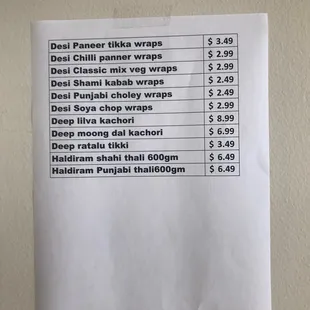 Desi Paneer tikka wraps $ 3.49
Desi Chilli panner wraps $ 2.99
Desi Classic mix veg wraps $ 2.99
Desi Shami kabab wraps $ 2.49
Desi Punjabi choley wraps $ 2.49
Desi Soya chop wraps $ 2.99
Deep lilva kachori $ 8.99
Deep moong dal kachori $ 6.99
Deep ratalu tikki $ 3.49
Haldiram shahi thali 600gm $ 6.49
Haldiram Punjabi thali600gm $ 6.49